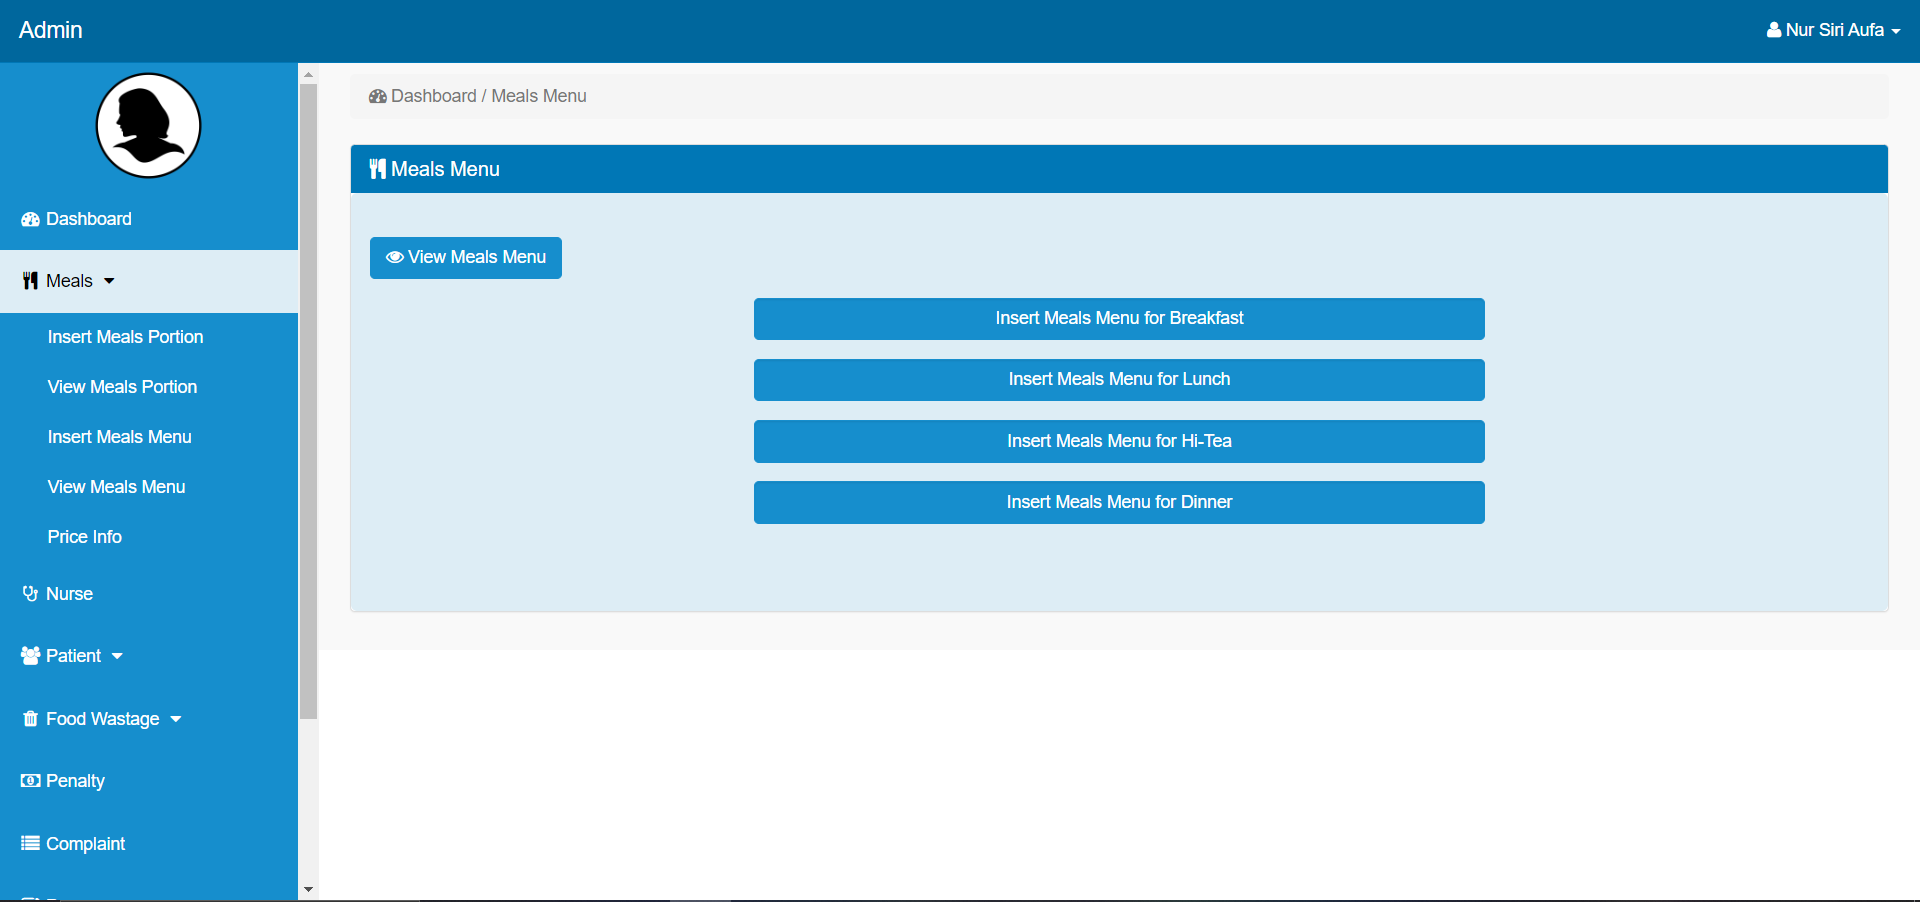 Admin
Nur Siri Aufa
Dashboard
Meals
Insert Meals Portion
View Meals Portion
Insert Meals Menu
View Meals Menu
Price Info
Nurse
Patient
Food Wastage
Penalty
Complaint
Dashboard / Meals Menu
Meals Menu
View Meals Menu
Insert Meals Menu for Breakfast
Insert Meals Menu for Lunch
Insert Meals Menu for Hi-Tea
Insert Meals Menu for Dinner